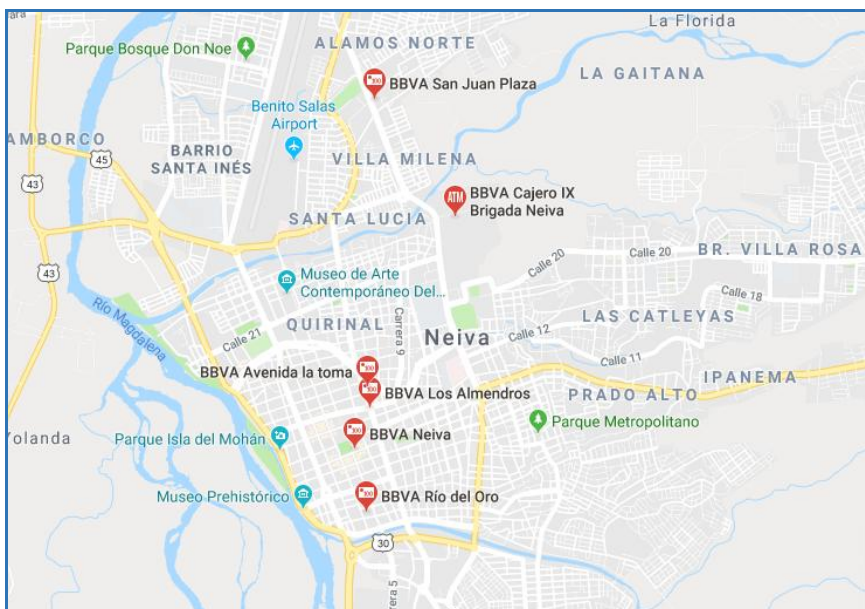 La Florida
ALAMOS NORTE
Parque Bosque Don Noe
LA GAITANA
BBVA San Juan Plaza
Benito Salas
Airport
AMBORCO
45
BARRIO
SANTA INÉS
VILLA MILENA
43
ATM
BBVA Cajero IX
Brigada Neiva
SANTA LUCIA
Calle 20
Calle 20
BR. VILLA ROSA
43
Museo de Arte
Contemporáneo Del...
Calle 18
Río Magdalena
Calle 21
QUIRINAL
Carrera 9
Neiva
Calle 12
LAS CATLEYAS
Calle 11
BBVA Avenida la toma
IPANEMA
BBVA Los Almendros
PRADO ALTO
Parque Metropolitano
Yolanda
Parque Isla del Mohán
BBVA Neiva
Museo Prehistórico
BBVA Río del Oro
30
Carrera 5